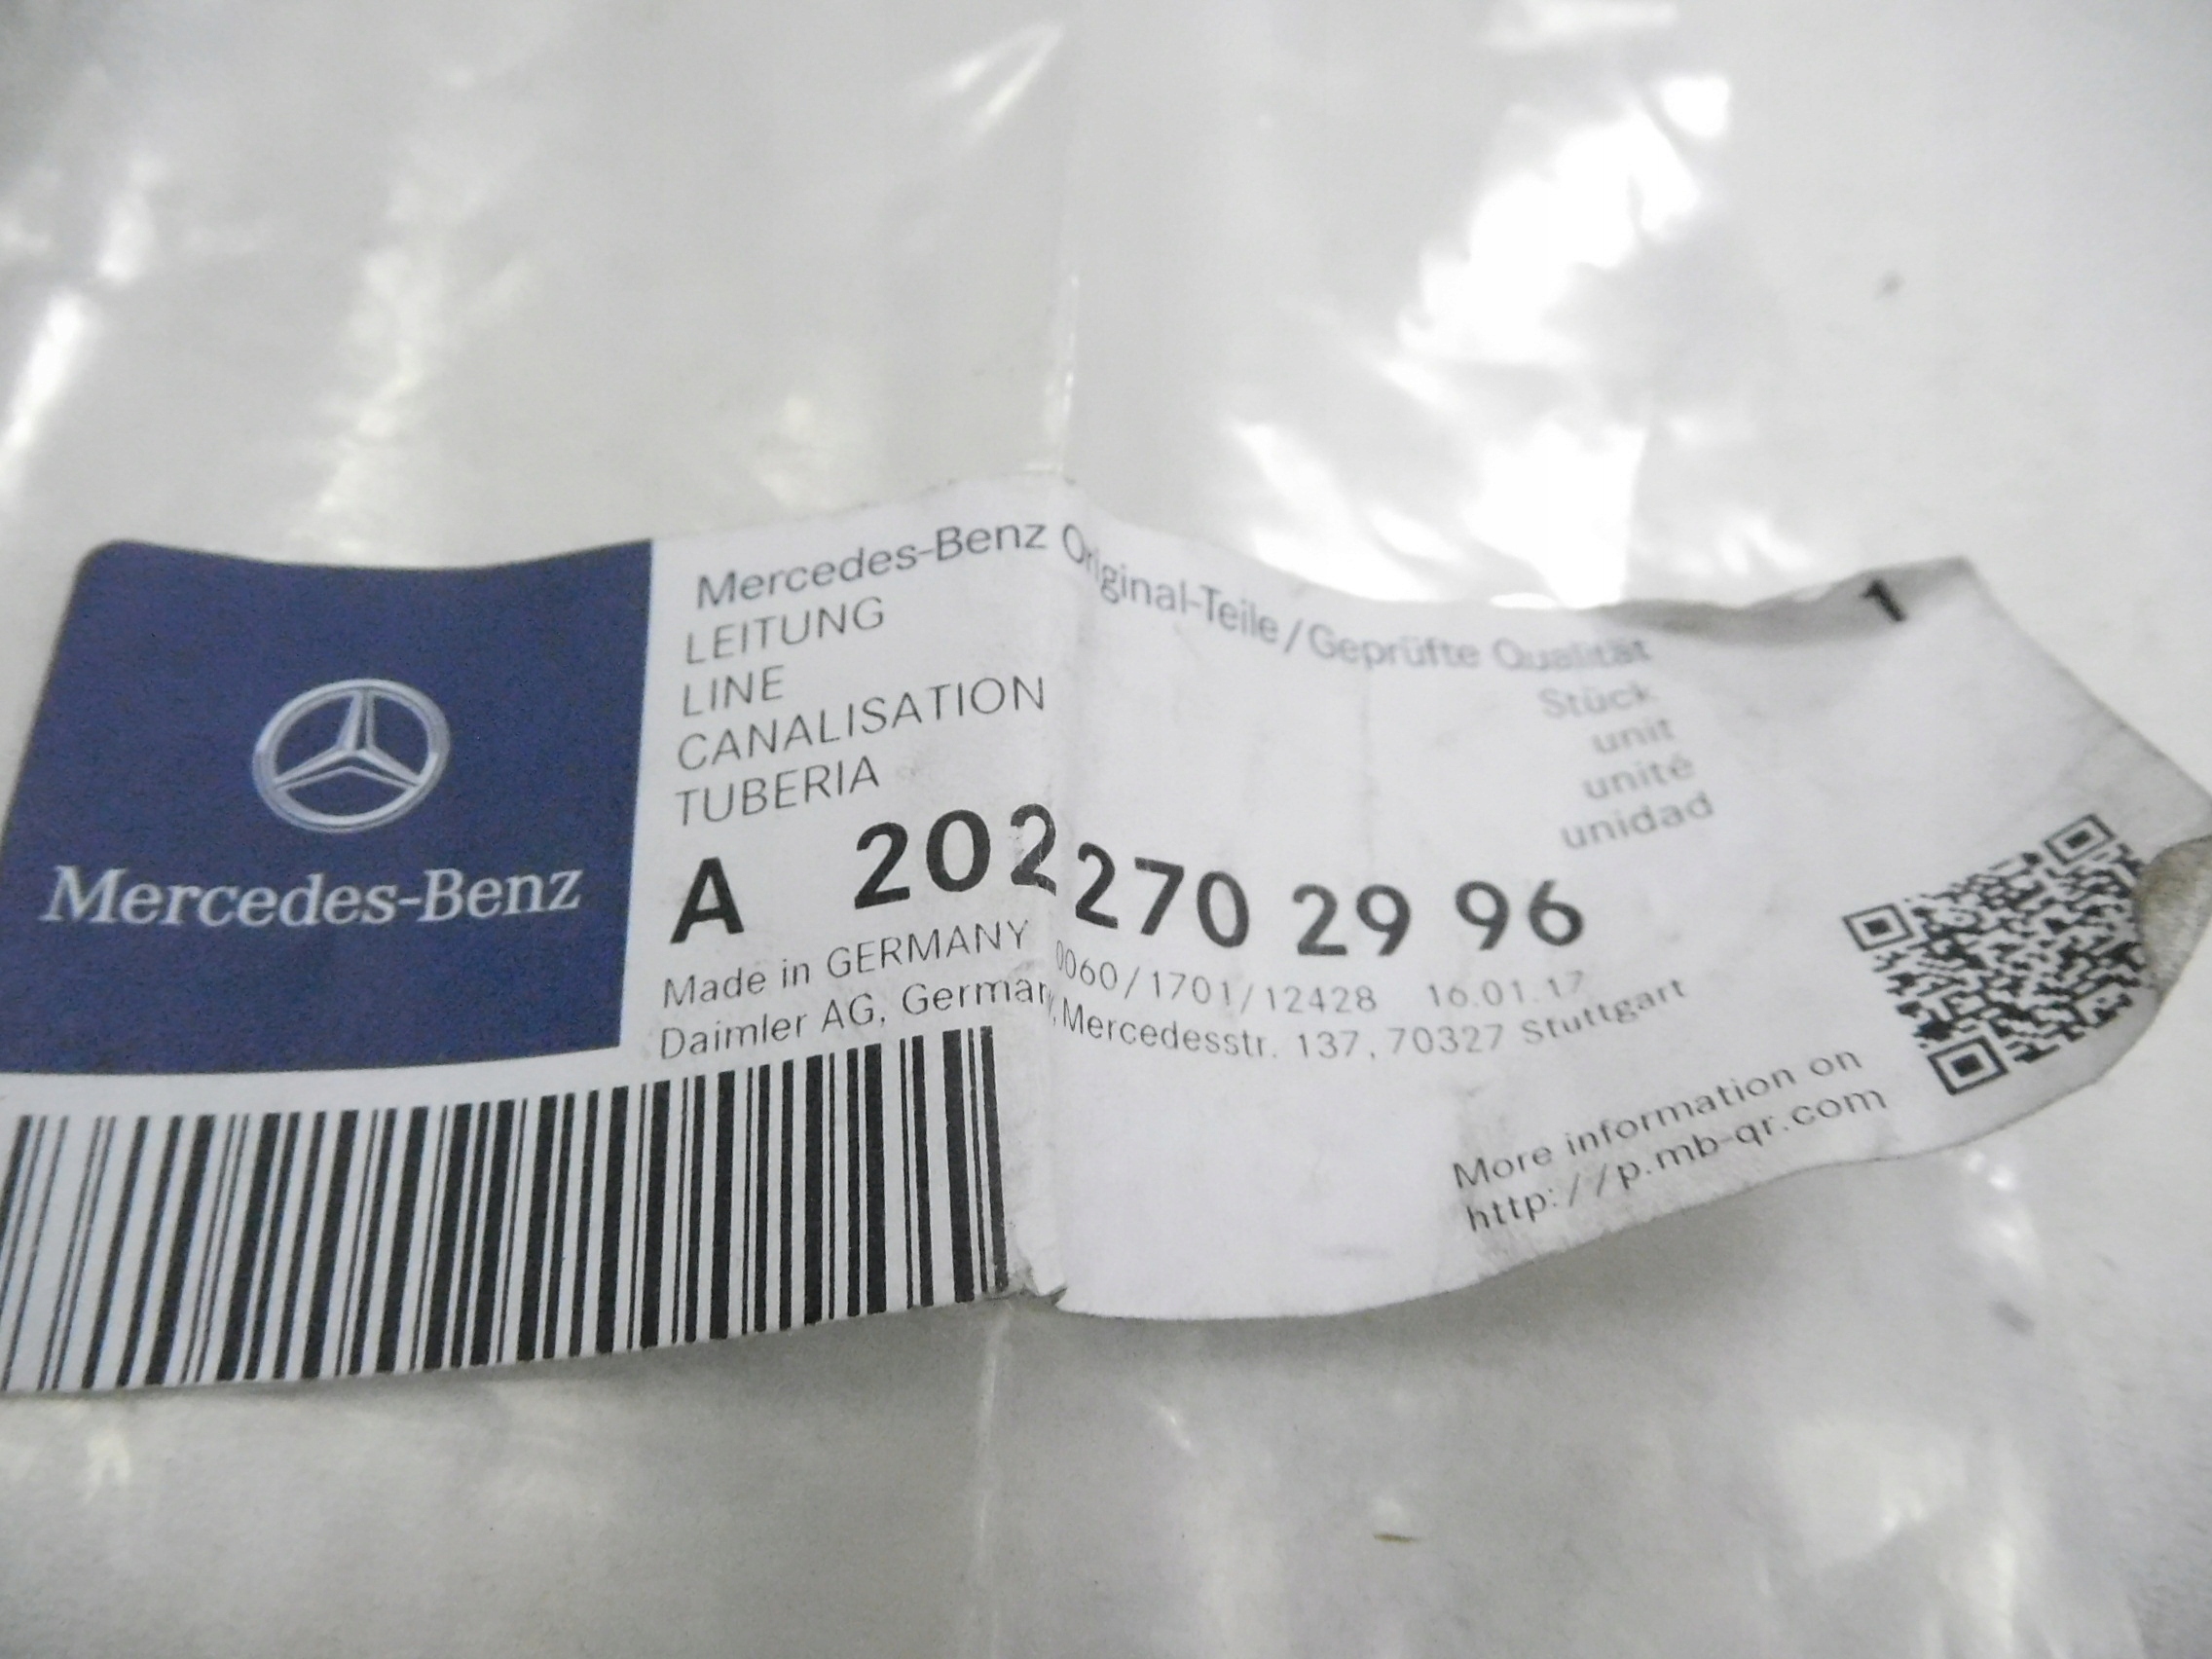 Mercedes-Benz
Mercedes-Benz Original-Teile/Geprüfte Qualität
LEITUNG
LINE
CANALISATION
TUBERIA
1
Stück
unit
unité
unidad
A 202 270 29 96
Made in GERMANY 0060/1701/12428 16.01.17
Daimler AG, Germany, Mercedesstr. 137, 70327 Stuttgart
More information on
http://p.mb-qr.com